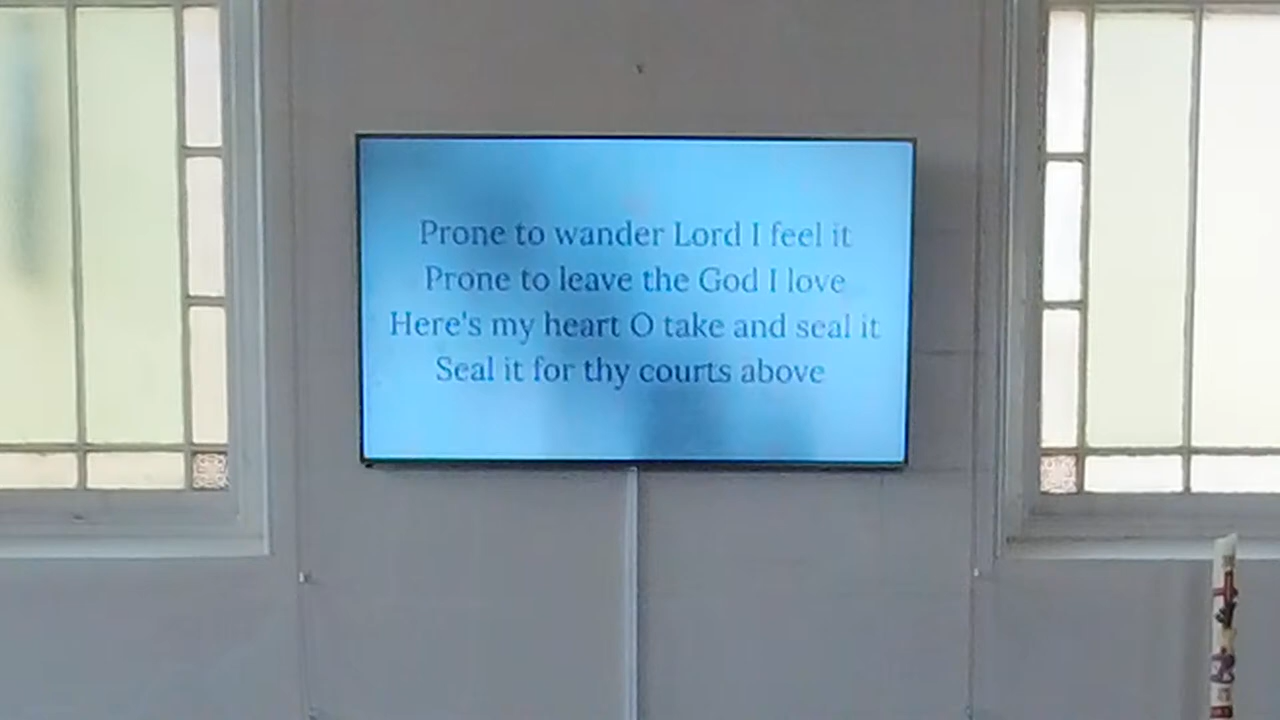 Prone to wander Lord I feel it
Prone to leave the God I love
Here's my heart O take and seal it
Seal it for thy courts above